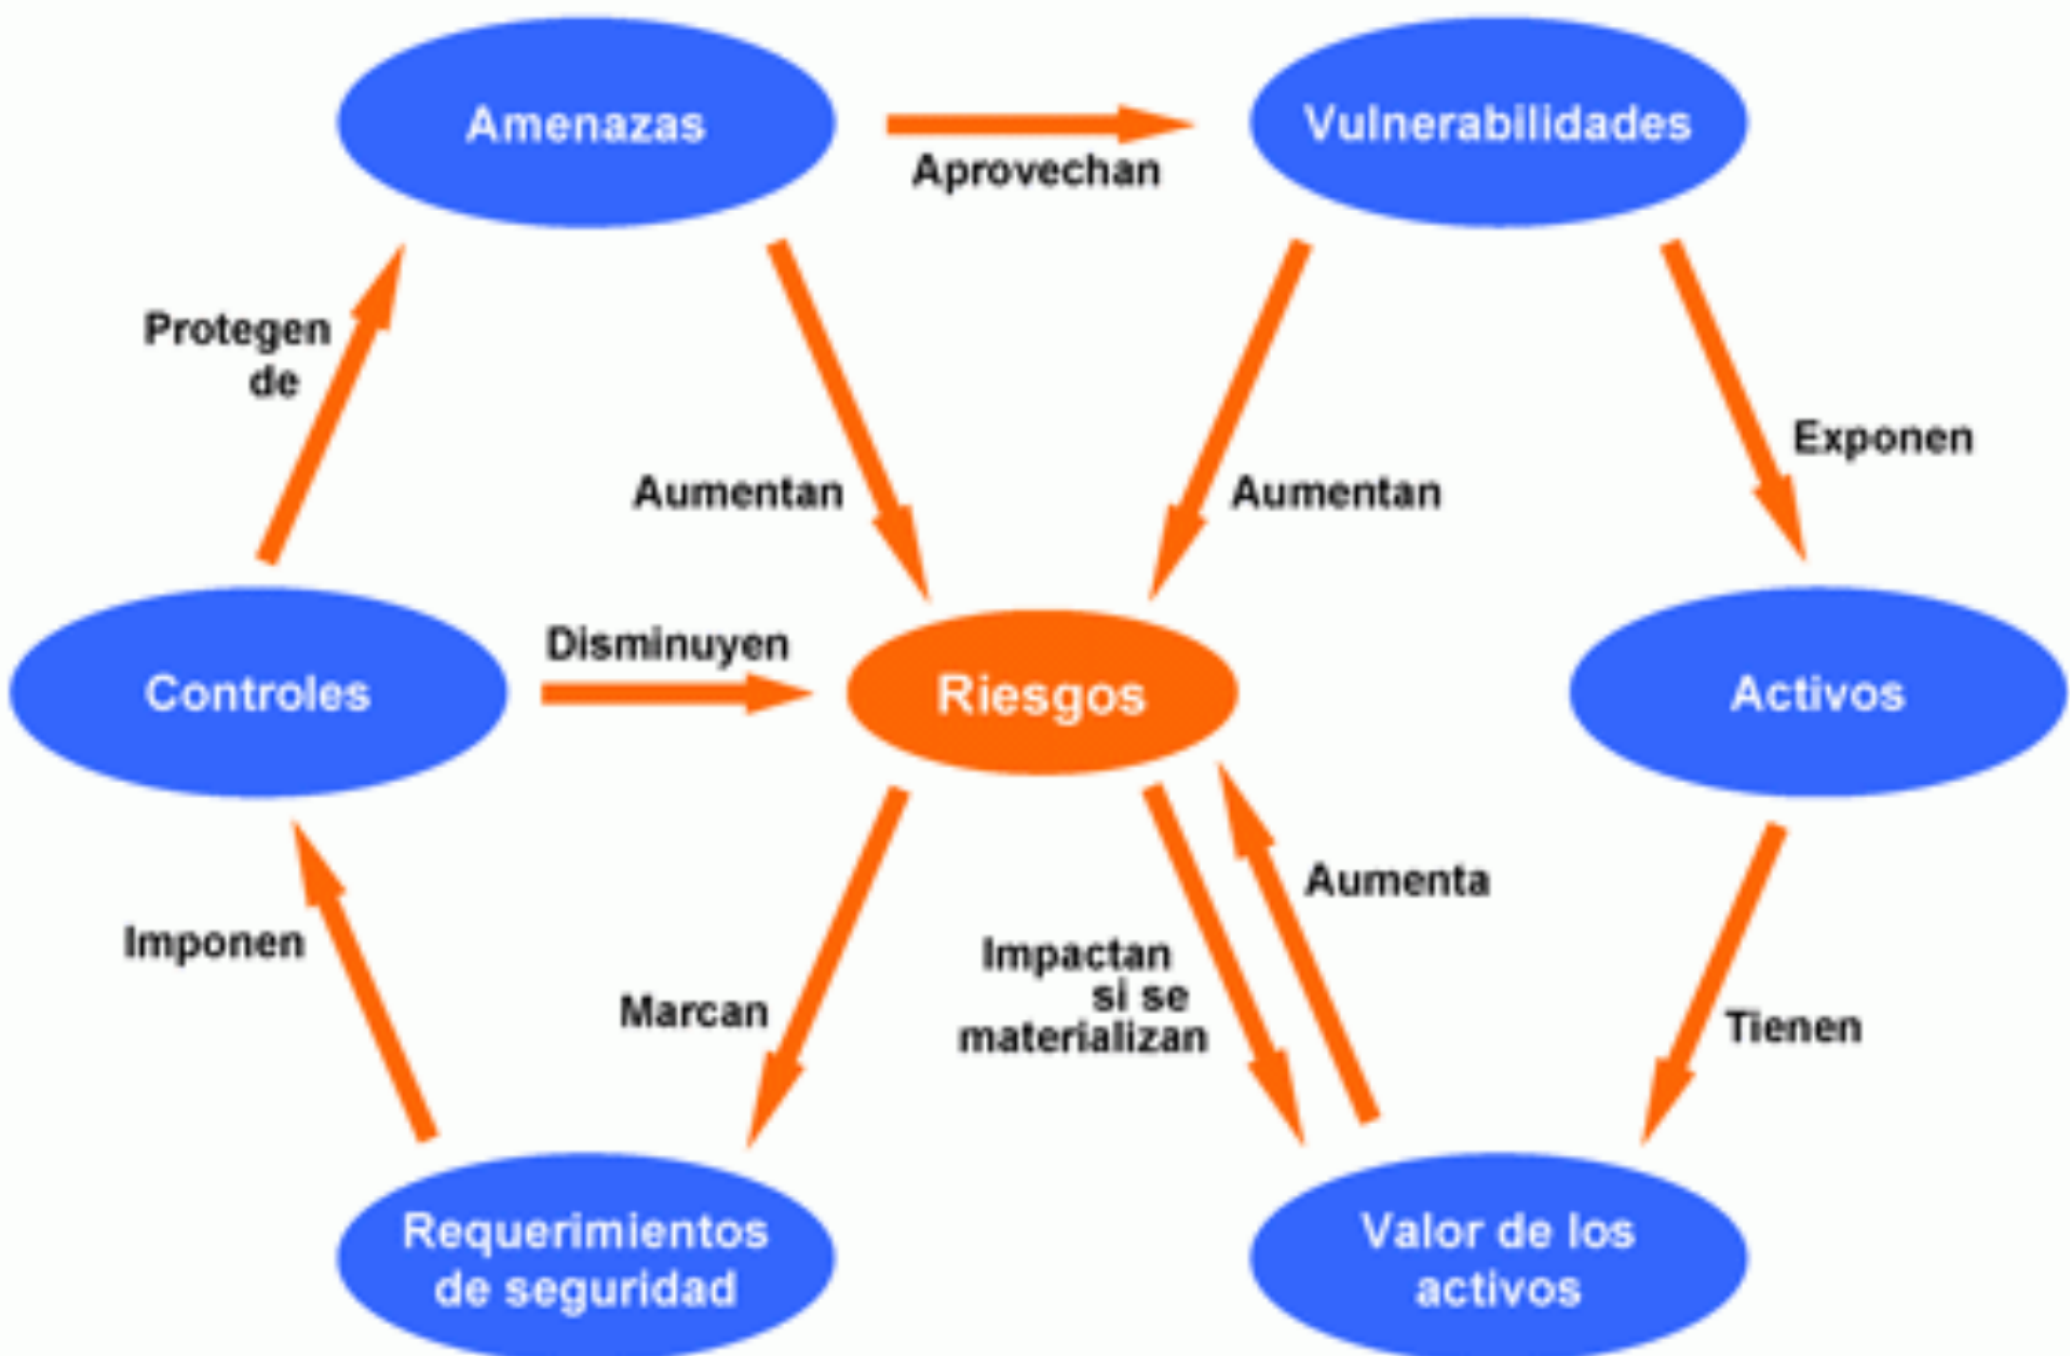 Amenazas
Vulnerabilidades
Aprovechan
Protegen
de
Exponen
Aumentan
Aumentan
Disminuyen
Controles
Riesgos
Activos
Aumenta
Imponen
Impactan
si se
materializan
Marcan
Tienen
Requerimientos
de seguridad
Valor de los
activos